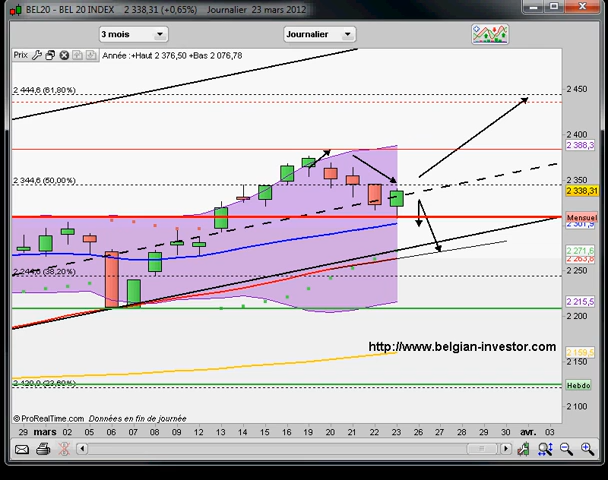 BEL20 - BEL 20 INDEX 2 338,31 (+0,65%) Journalier 23 mars 2012
3 mois
Journalier
Prix
Année :+Haut 2 376,50 +Bas 2 076,78
2 444,6 (61,80%)
2 344,6 (50,00%)
2 244,6 (38,20%)
2 120,0 (23,60%)
2 450
2 400
2 388,3
2 350
2 338,31
Mensuel
2 301,9
2 271,6
2 263,8
2 250
2 215,5
2 200
2 159,5
Hebdo
2 100
http://www.belgian-investor.com
© ProRealTime.com Données en fin de journée
29 mars 02 05 06 07 08 09 12 13 14 15 16 19 20 21 22 23 26 27 28 29 30 avr. 03